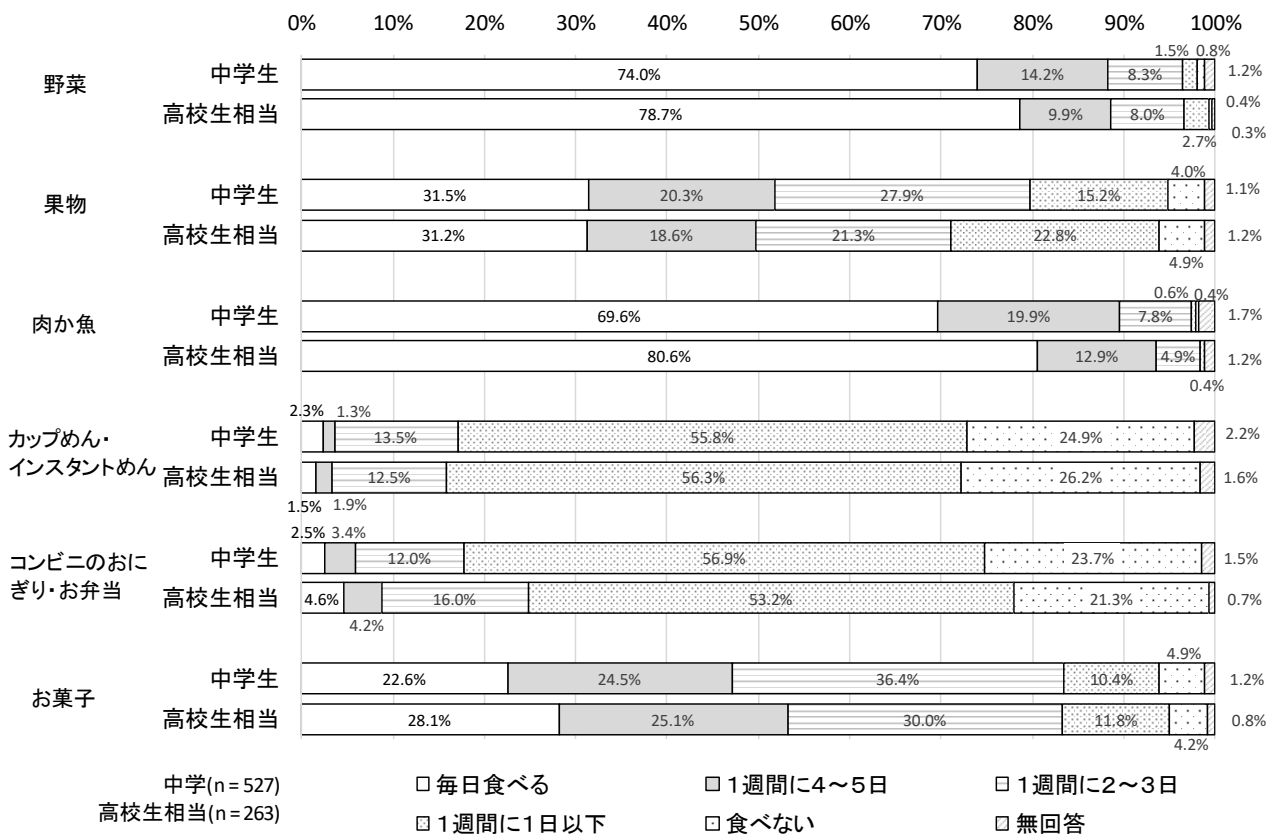 0% 10% 20% 30% 40% 50% 60% 70% 80% 90% 100%
野菜
中学生 74.0% 14.2% 8.3% 1.5% 0.8% 1.2%
高校生相当 78.7% 9.9% 8.0% 2.7% 0.4% 0.3%
果物
中学生 31.5% 20.3% 27.9% 15.2% 4.0% 1.1%
高校生相当 31.2% 18.6% 21.3% 22.8% 4.9% 1.2%
肉か魚
中学生 69.6% 19.9% 7.8% 0.6% 0.4% 1.7%
高校生相当 80.6% 12.9% 4.9% 0.4% 1.2%
カップめん・
インスタントめん
中学生 2.3% 1.3% 13.5% 55.8% 24.9% 2.2%
高校生相当 1.5% 1.9% 12.5% 56.3% 26.2% 1.6%
コンビニのおに
ぎり・お弁当
中学生 2.5% 3.4% 12.0% 56.9% 23.7% 1.5%
高校生相当 4.6% 4.2% 16.0% 53.2% 21.3% 0.7%
お菓子
中学生 22.6% 24.5% 36.4% 10.4% 4.9% 1.2%
高校生相当 28.1% 25.1% 30.0% 11.8% 4.2% 0.8%
中学(n=527)
高校生相当(n=263)
毎日食べる 1週間に4～5日 1週間に2～3日
1週間に1日以下 食べない 無回答